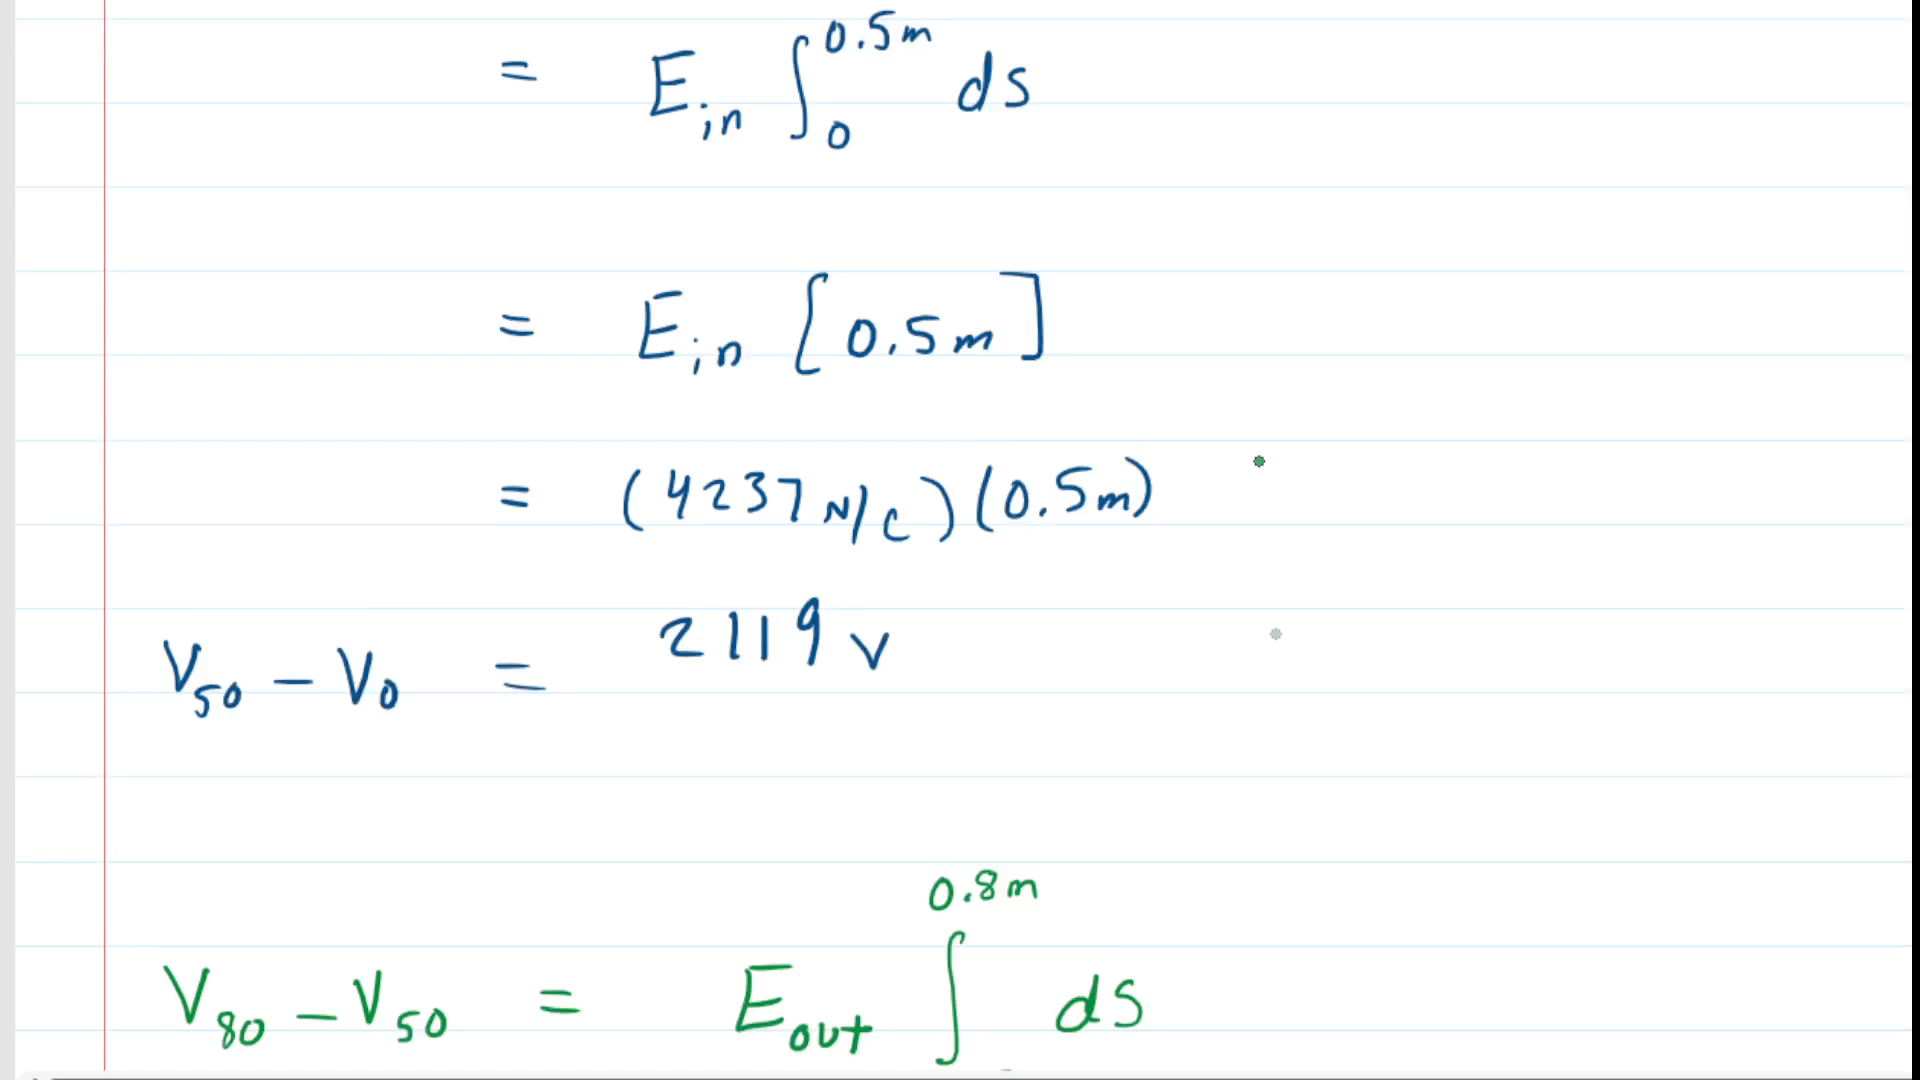 = E_in ∫_0^0.5m ds
= E_in [0.5m]
= (4237 N/C)(0.5m)
V_50 - V_0 = 2119 V
V_80 - V_50 = E_out ∫^0.8m ds